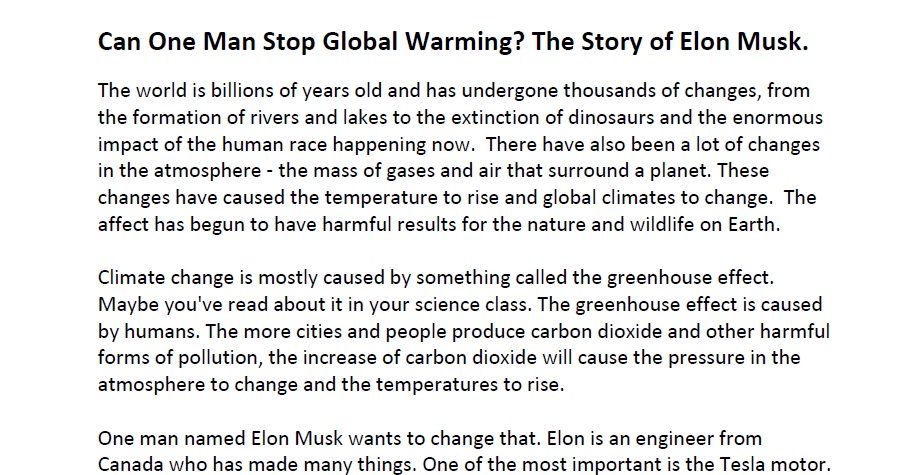 Can One Man Stop Global Warming? The Story of Elon Musk.
The world is billions of years old and has undergone thousands of changes, from
the formation of rivers and lakes to the extinction of dinosaurs and the enormous
impact of the human race happening now.  There have also been a lot of changes
in the atmosphere - the mass of gases and air that surround a planet. These
changes have caused the temperature to rise and global climates to change.  The
affect has begun to have harmful results for the nature and wildlife on Earth.
Climate change is mostly caused by something called the greenhouse effect.
Maybe you've read about it in your science class. The greenhouse effect is caused
by humans. The more cities and people produce carbon dioxide and other harmful
forms of pollution, the increase of carbon dioxide will cause the pressure in the
atmosphere to change and the temperatures to rise.
One man named Elon Musk wants to change that. Elon is an engineer from
Canada who has made many things. One of the most important is the Tesla motor.